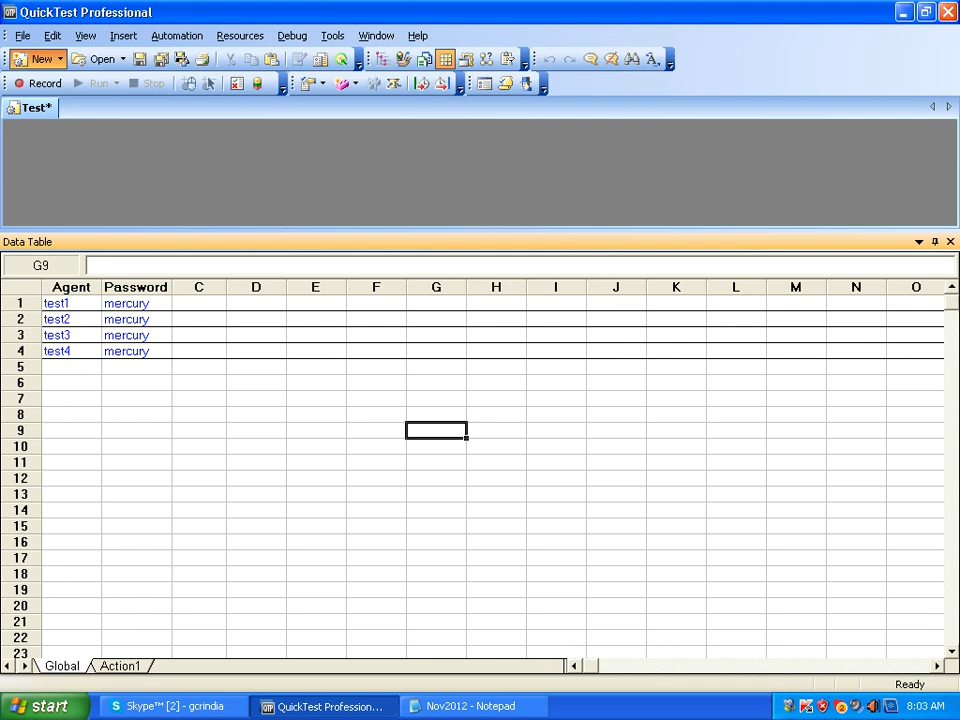 QuickTest Professional
File Edit View Insert Automation Resources Debug Tools Window Help
New Open
Record Run Stop
Test*
Data Table
G9
Agent Password C D E F G H I J K L M N O
1 test1 mercury
2 test2 mercury
3 test3 mercury
4 test4 mercury
5
6
7
8
9
10
11
12
13
14
15
16
17
18
19
20
21
22
23
Global Action1
Ready
start Skype™ [2] - gcrindia QuickTest Profession... Nov2012 - Notepad 8:03 AM